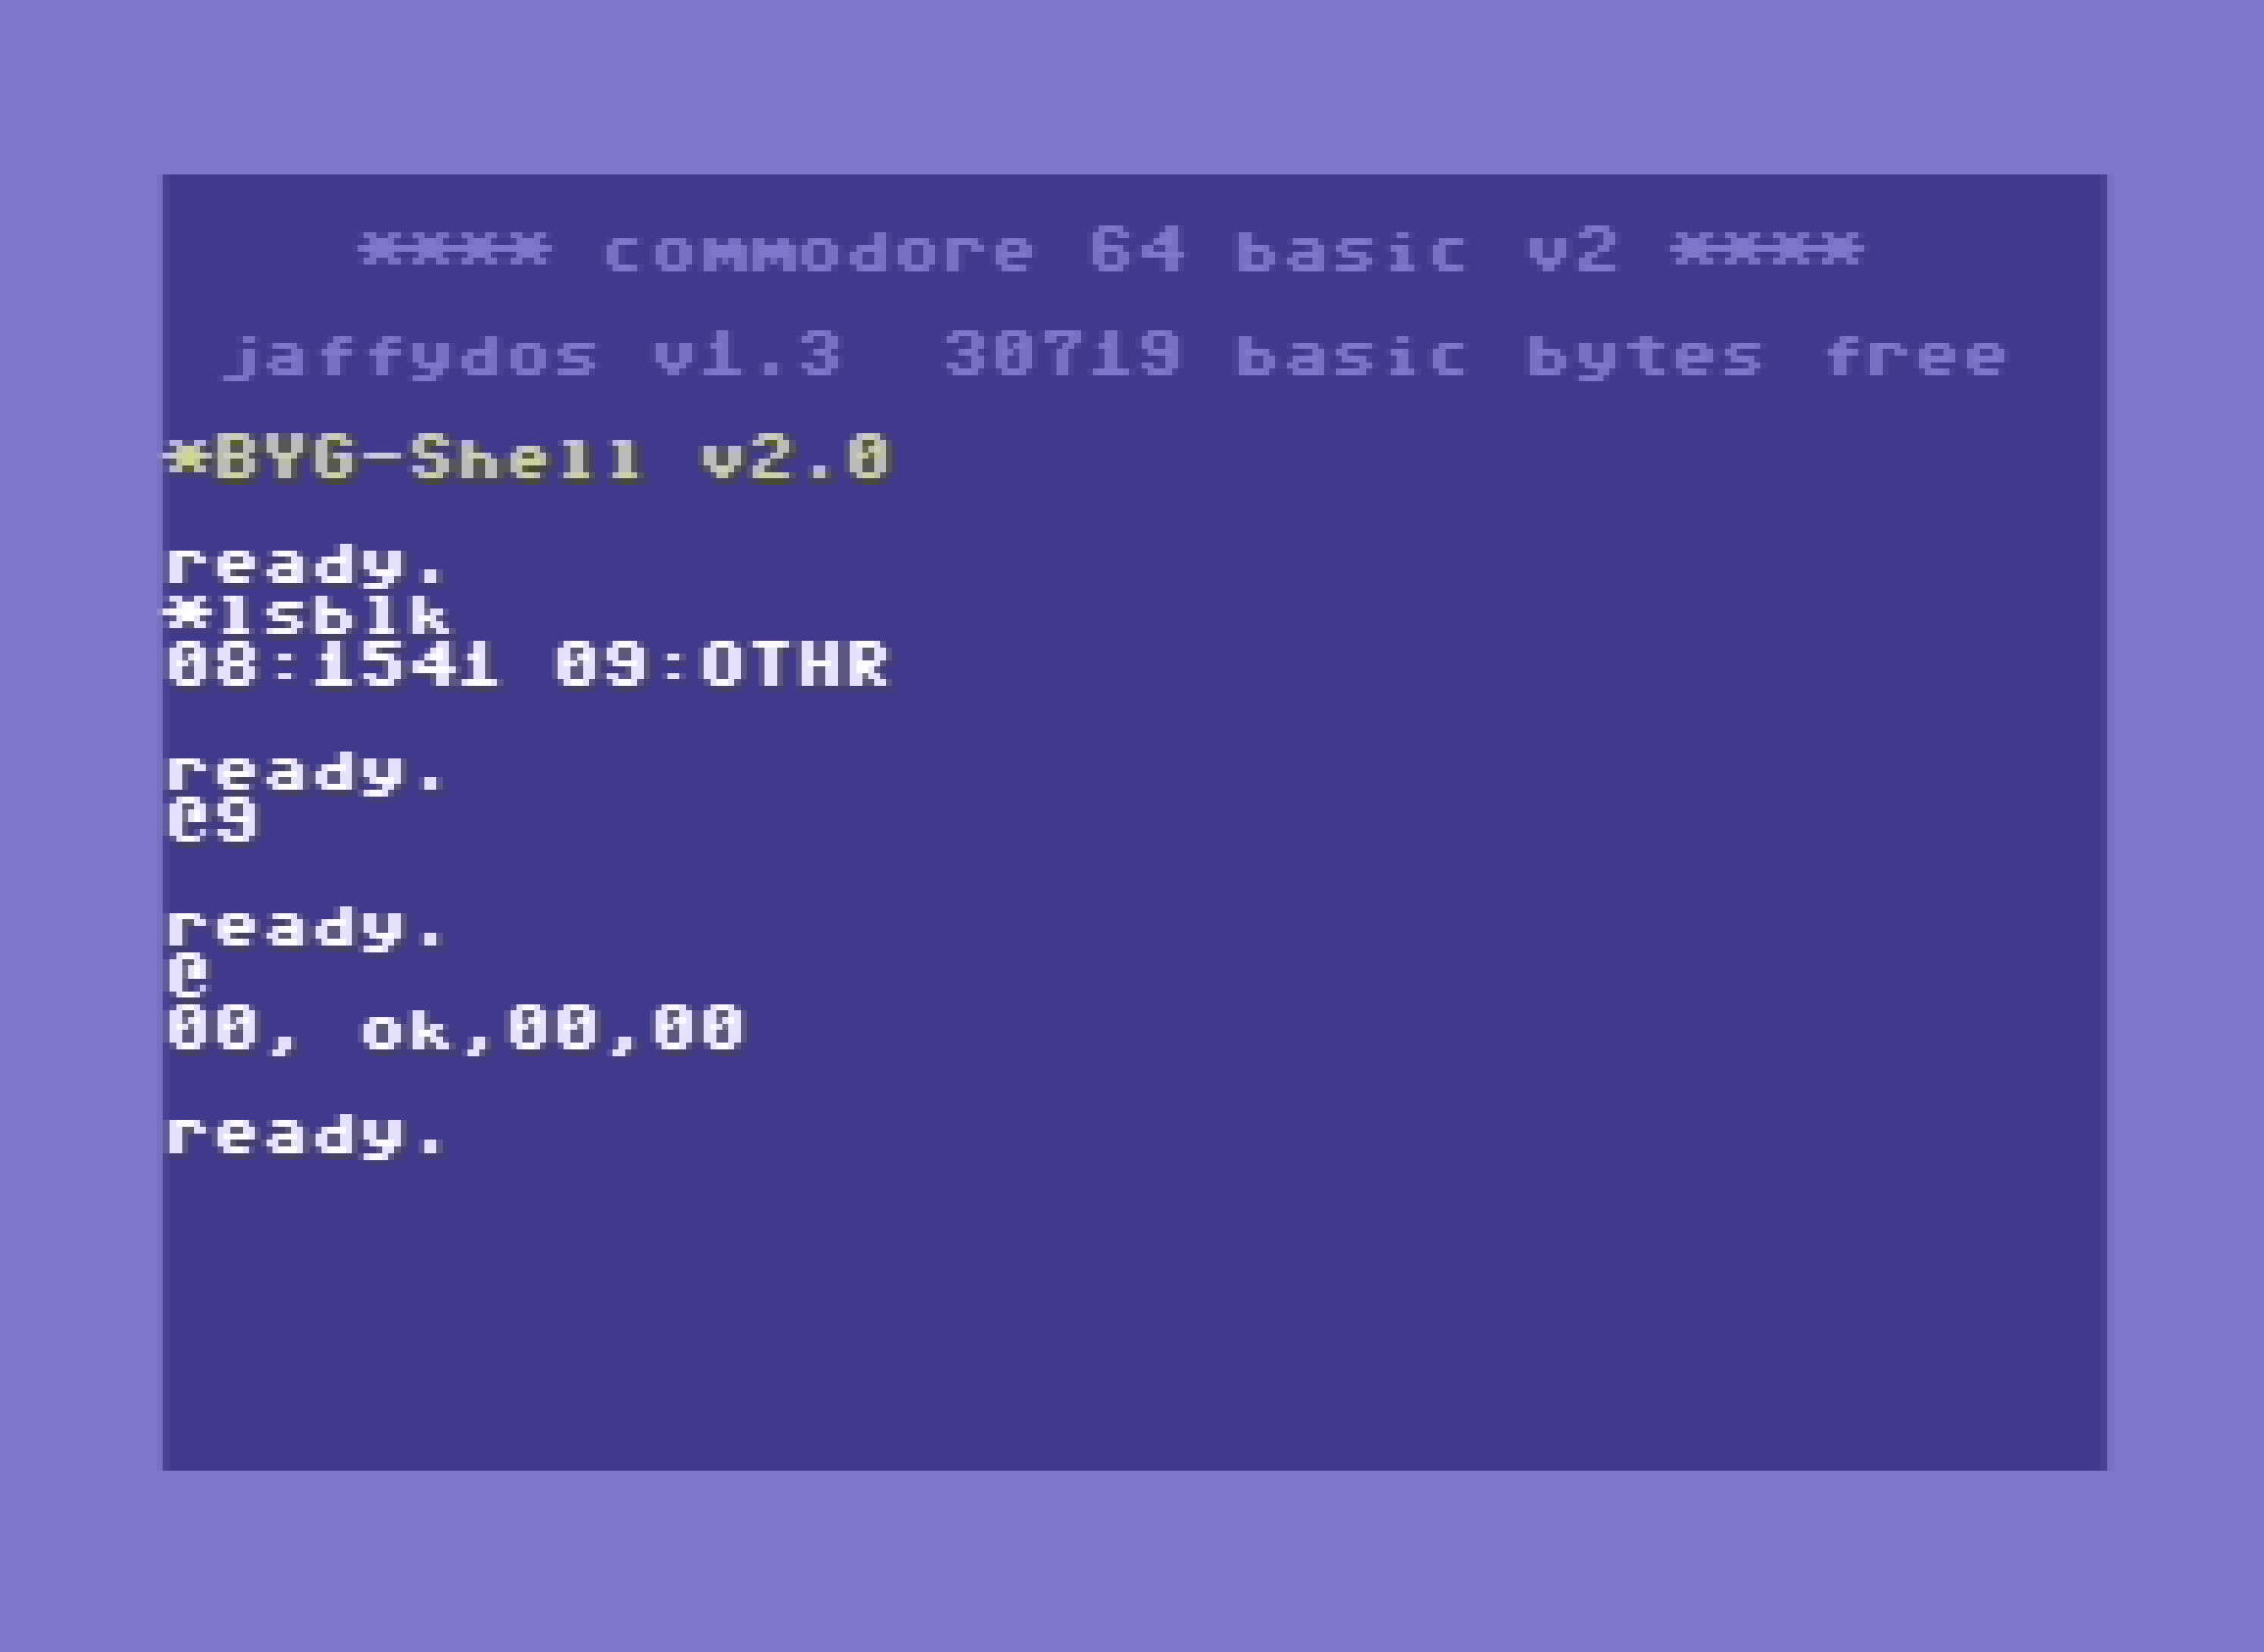 **** commodore 64 basic v2 ****
jaffydos v1.3  30719 basic bytes free
*BYG-Shell v2.0
ready.
*lsblk
08:1541 09:OTHR
ready.
@9
ready.
@
00, ok,00,00
ready.